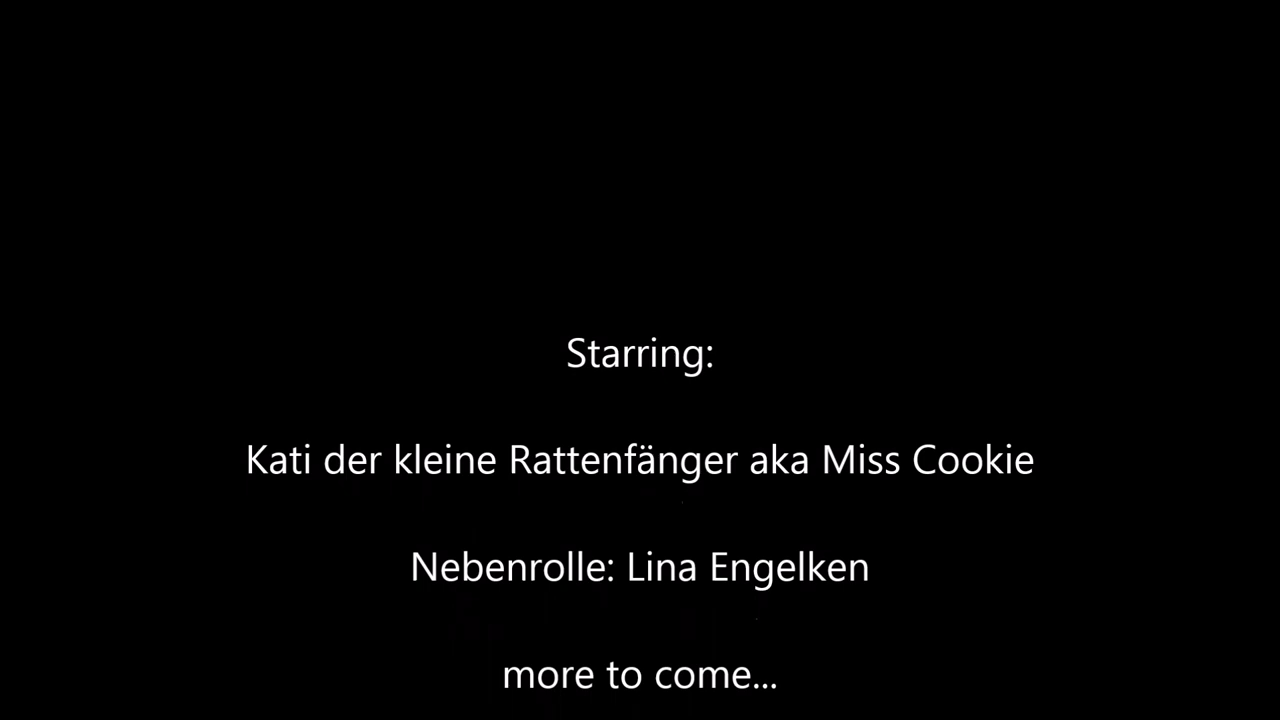 Starring:
Kati der kleine Rattenfänger aka Miss Cookie
Nebenrolle: Lina Engelken
more to come...